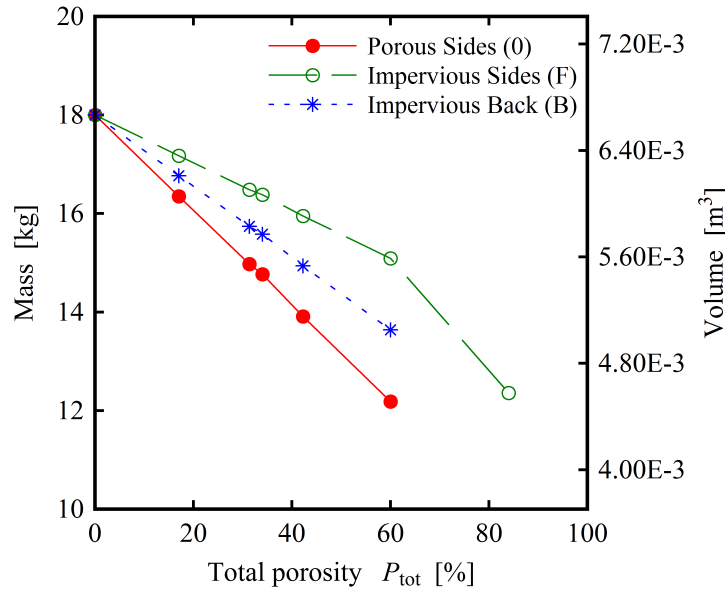 Porous Sides (0)
Impervious Sides (F)
Impervious Back (B)
Mass [kg]
20
18
16
14
12
10
0
20
40
60
80
100
Total porosity P_tot [%]
7.20E-3
6.40E-3
5.60E-3
4.80E-3
4.00E-3
Volume [m³]